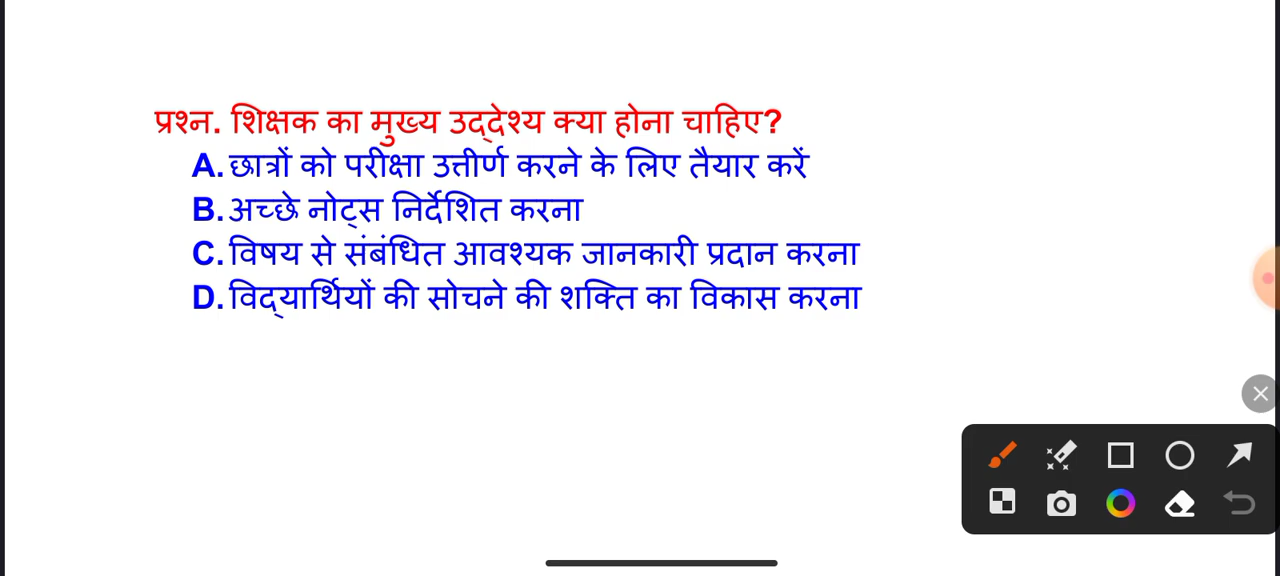 प्रश्न. शिक्षक का मुख्य उद्‌देश्य क्या होना चाहिए?
A. छात्रों को परीक्षा उत्तीर्ण करने के लिए तैयार करें
B. अच्छे नोट्स निर्देशित करना
C. विषय से संबंधित आवश्यक जानकारी प्रदान करना
D. विद्‌यार्थियों की सोचने की शक्ति का विकास करना